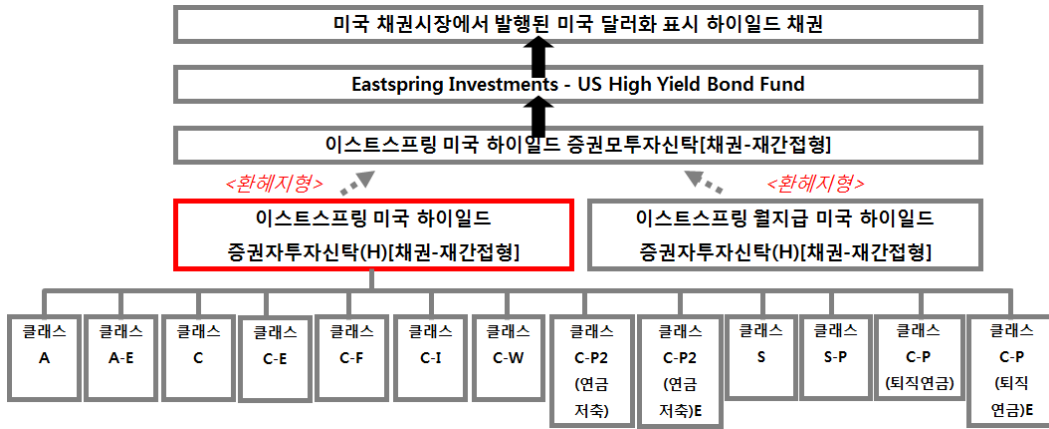 미국 채권시장에서 발행된 미국 달러화 표시 하이일드 채권
Eastspring Investments - US High Yield Bond Fund
이스트스프링 미국 하이일드 증권모투자신탁[채권-재간접형]
<환헤지형>
<환헤지형>
이스트스프링 미국 하이일드
증권자투자신탁(H)[채권-재간접형]
이스트스프링 월지급 미국 하이일드
증권자투자신탁(H)[채권-재간접형]
클래스
A
클래스
A-E
클래스
C
클래스
C-E
클래스
C-F
클래스
C-I
클래스
C-W
클래스
C-P2
(연금
저축)
클래스
C-P2
(연금
저축)E
클래스
S
클래스
S-P
클래스
C-P
(퇴직연금)
클래스
C-P
(퇴직
연금)E